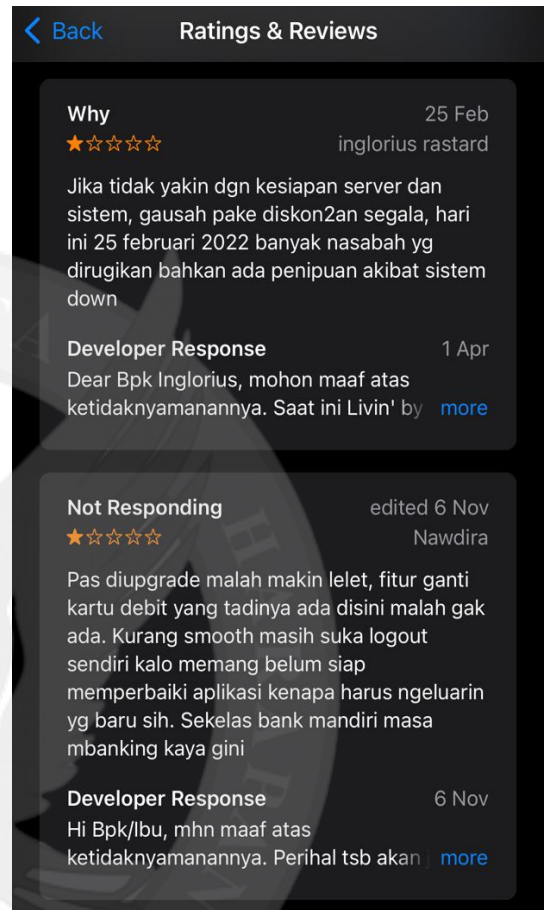 Back Ratings & Reviews
Why 25 Feb
★☆☆☆☆ inglorius rastard
Jika tidak yakin dgn kesiapan server dan
sistem, gausah pake diskon2an segala, hari
ini 25 februari 2022 banyak nasabah yg
dirugikan bahkan ada penipuan akibat sistem
down
Developer Response 1 Apr
Dear Bpk Inglorius, mohon maaf atas
ketidaknyamanannya. Saat ini Livin' by more
Not Responding edited 6 Nov
★☆☆☆☆ Nawdira
Pas diupgrade malah makin lelet, fitur ganti
kartu debit yang tadinya ada disini malah gak
ada. Kurang smooth masih suka logout
sendiri kalo memang belum siap
memperbaiki aplikasi kenapa harus ngeluarin
yg baru sih. Sekelas bank mandiri masa
mbanking kaya gini
Developer Response 6 Nov
Hi Bpk/Ibu, mhn maaf atas
ketidaknyamanannya. Perihal tsb akan more